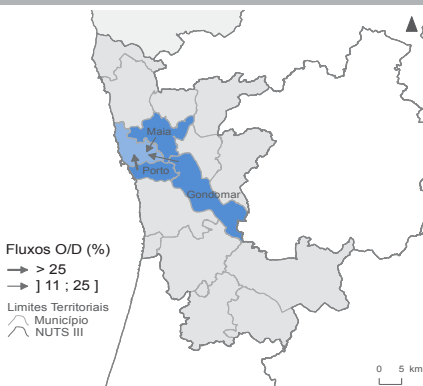 Maia
Porto
Gondomar
Fluxos O/D (%)
> 25
] 11 ; 25 ]
Limites Territoriais
Município
NUTS III
0 5 km